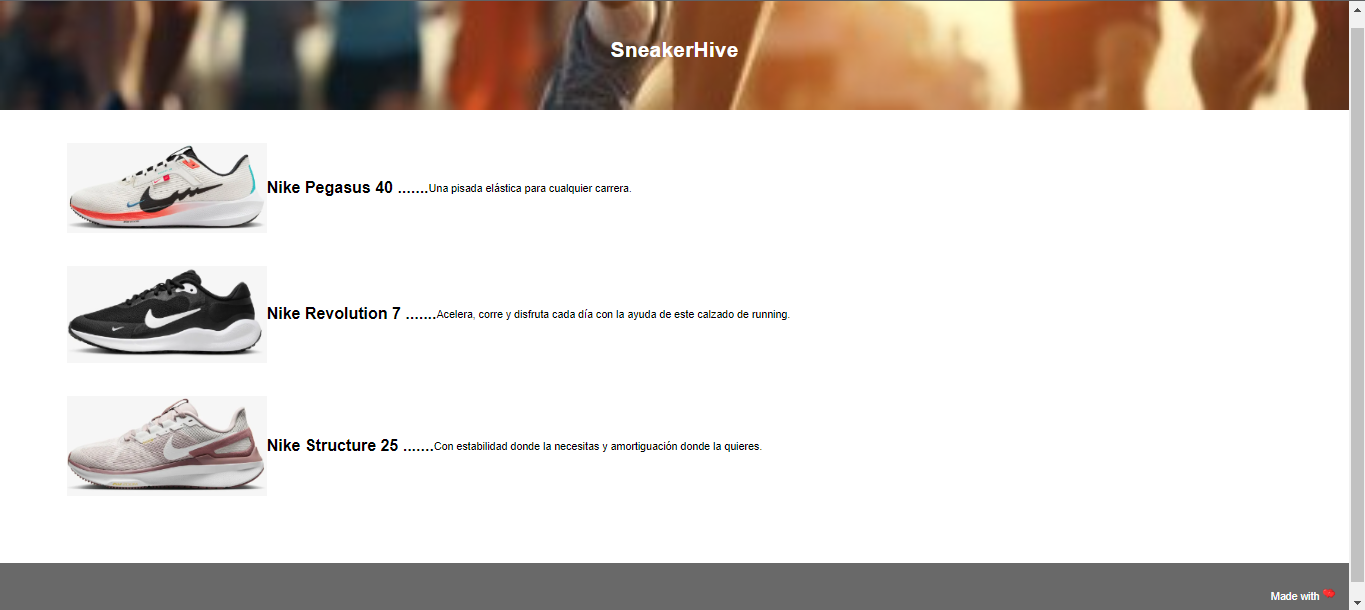 SneakerHive
Nike Pegasus 40 .......Una pisada elástica para cualquier carrera.
Nike Revolution 7 .......Acelera, corre y disfruta cada día con la ayuda de este calzado de running.
Nike Structure 25 .......Con estabilidad donde la necesitas y amortiguación donde la quieres.
Made with